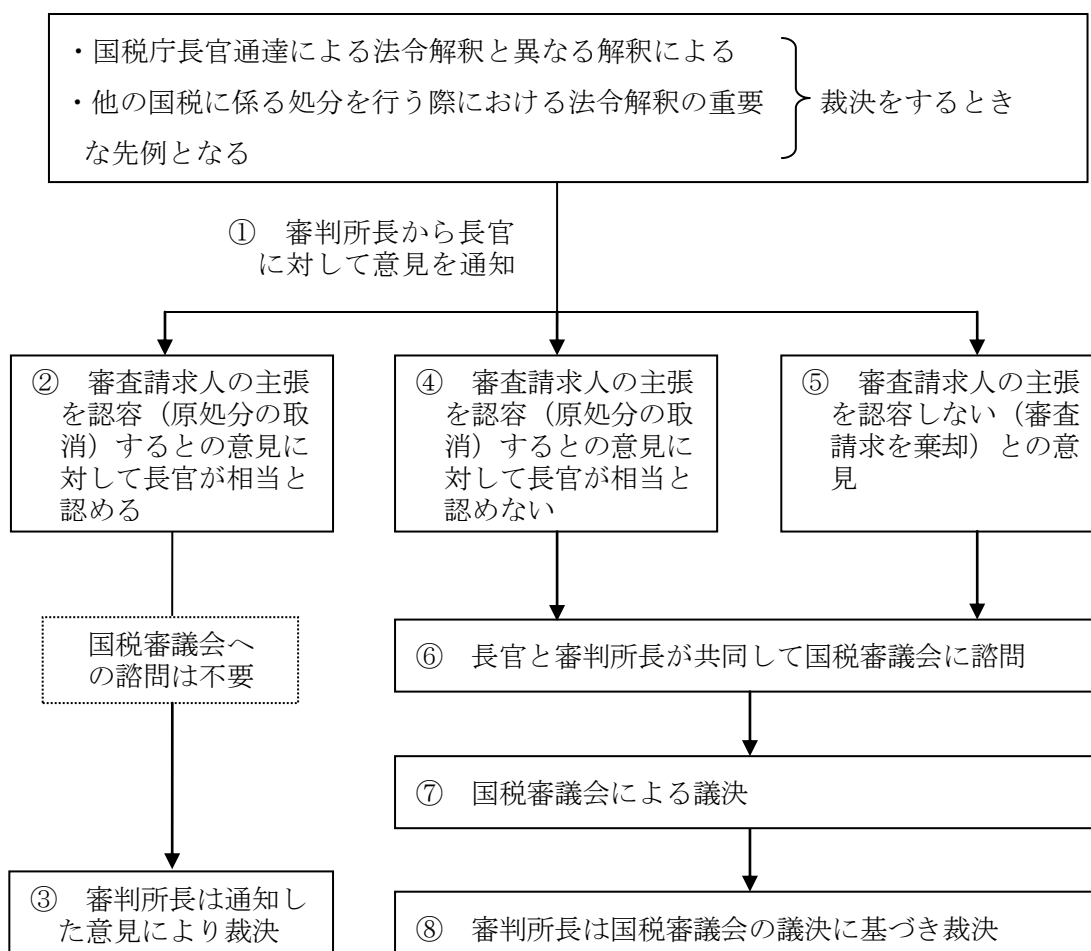 ・国税庁長官通達による法令解釈と異なる解釈による
・他の国税に係る処分を行う際における法令解釈の重要
な先例となる
裁決をするとき
① 審判所長から長官
に対して意見を通知
② 審査請求人の主張
を認容（原処分の取
消）するとの意見に
対して長官が相当と
認める
④ 審査請求人の主張
を認容（原処分の取
消）するとの意見に
対して長官が相当と
認めない
⑤ 審査請求人の主張
を認容しない（審査
請求を棄却）との意
見
国税審議会へ
の諮問は不要
⑥ 長官と審判所長が共同して国税審議会に諮問
⑦ 国税審議会による議決
③ 審判所長は通知し
た意見により裁決
⑧ 審判所長は国税審議会の議決に基づき裁決